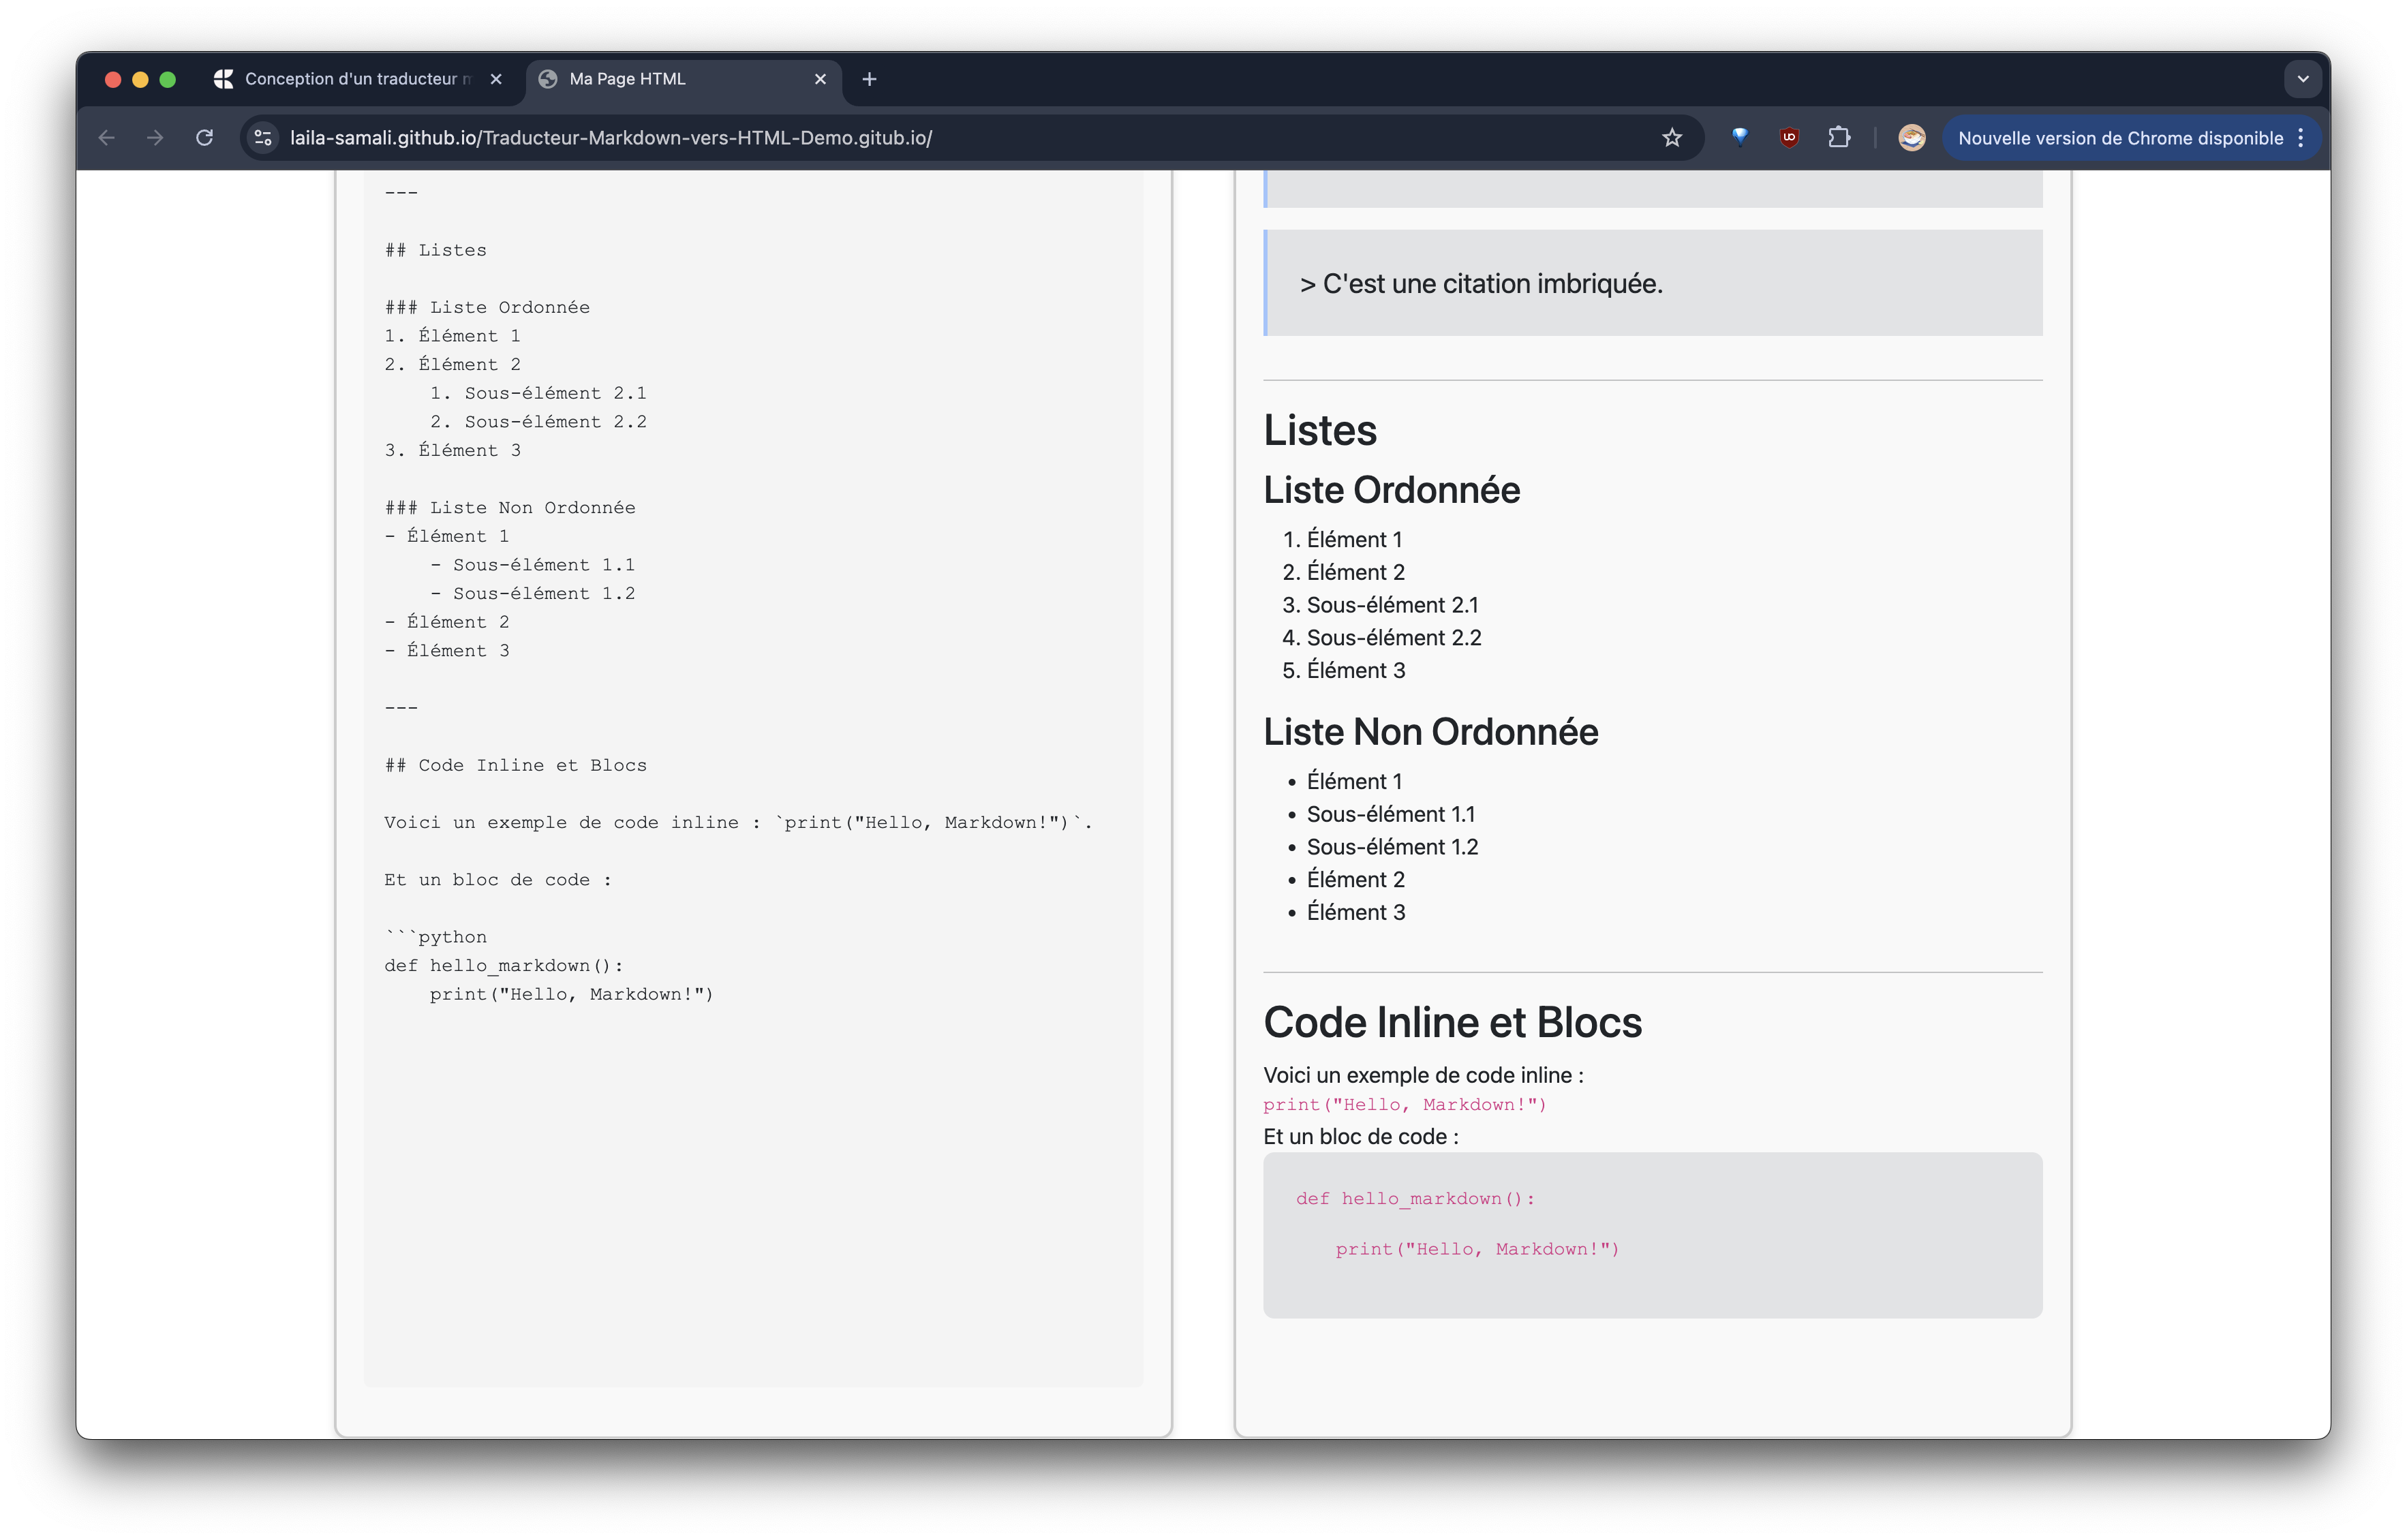 Conception d'un traducteur m
Ma Page HTML
laila-samali.github.io/Traducteur-Markdown-vers-HTML-Demo.gitub.io/
Nouvelle version de Chrome disponible
---
## Listes
### Liste Ordonnée
1. Élément 1
2. Élément 2
    1. Sous-élément 2.1
    2. Sous-élément 2.2
3. Élément 3
### Liste Non Ordonnée
- Élément 1
    - Sous-élément 1.1
    - Sous-élément 1.2
- Élément 2
- Élément 3
---
## Code Inline et Blocs
Voici un exemple de code inline : `print("Hello, Markdown!")`.
Et un bloc de code :
```python
def hello_markdown():
    print("Hello, Markdown!")
> C'est une citation imbriquée.
Listes
Liste Ordonnée
1. Élément 1
2. Élément 2
3. Sous-élément 2.1
4. Sous-élément 2.2
5. Élément 3
Liste Non Ordonnée
• Élément 1
• Sous-élément 1.1
• Sous-élément 1.2
• Élément 2
• Élément 3
Code Inline et Blocs
Voici un exemple de code inline :
print("Hello, Markdown!")
Et un bloc de code :
def hello_markdown():
    print("Hello, Markdown!")